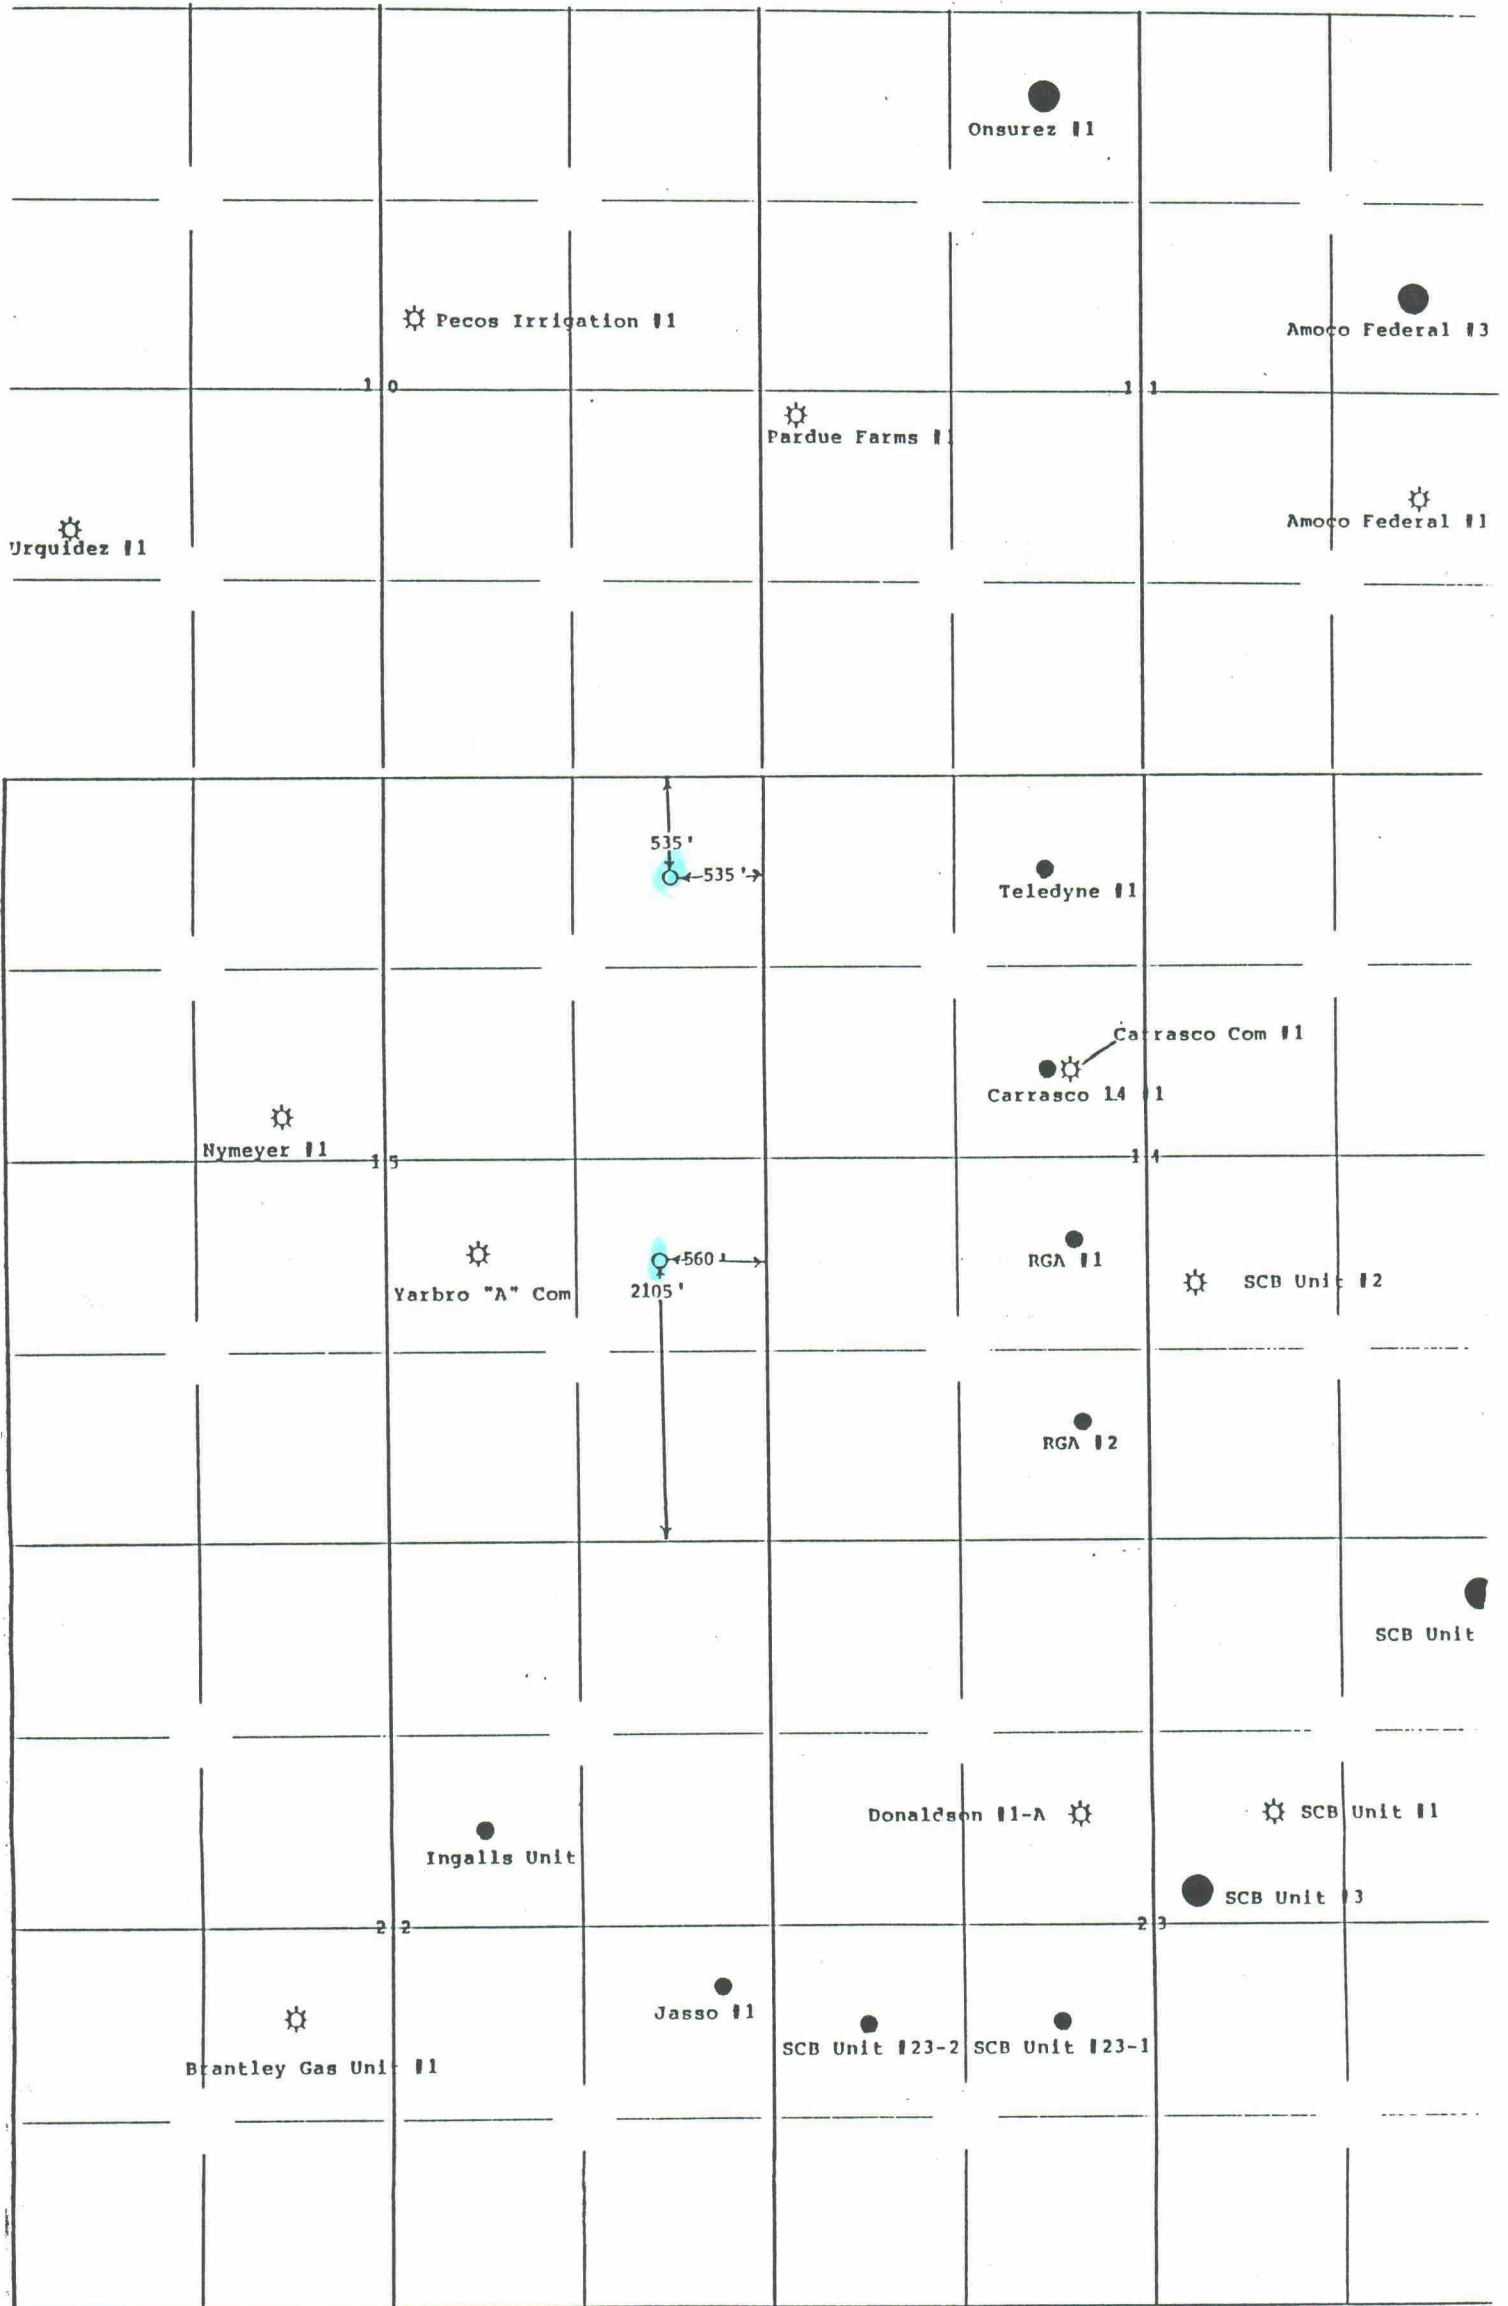 Onsurez #1
Pecos Irrigation #1
Amoco Federal #3
10
11
Pardue Farms #1
Amoco Federal #1
Urquidez #1
535'
535'
Teledyne #1
Carrasco Com #1
Carrasco 14 #1
Nymeyer #1
15
14
560'
RGA #1
SCB Unit #2
Yarbro "A" Com
2105'
RGA #2
SCB Unit
Donaldson #1-A
SCB Unit #1
Ingalls Unit
SCB Unit #3
22
23
Jasso #1
SCB Unit #23-2
SCB Unit #23-1
Brantley Gas Unit #1